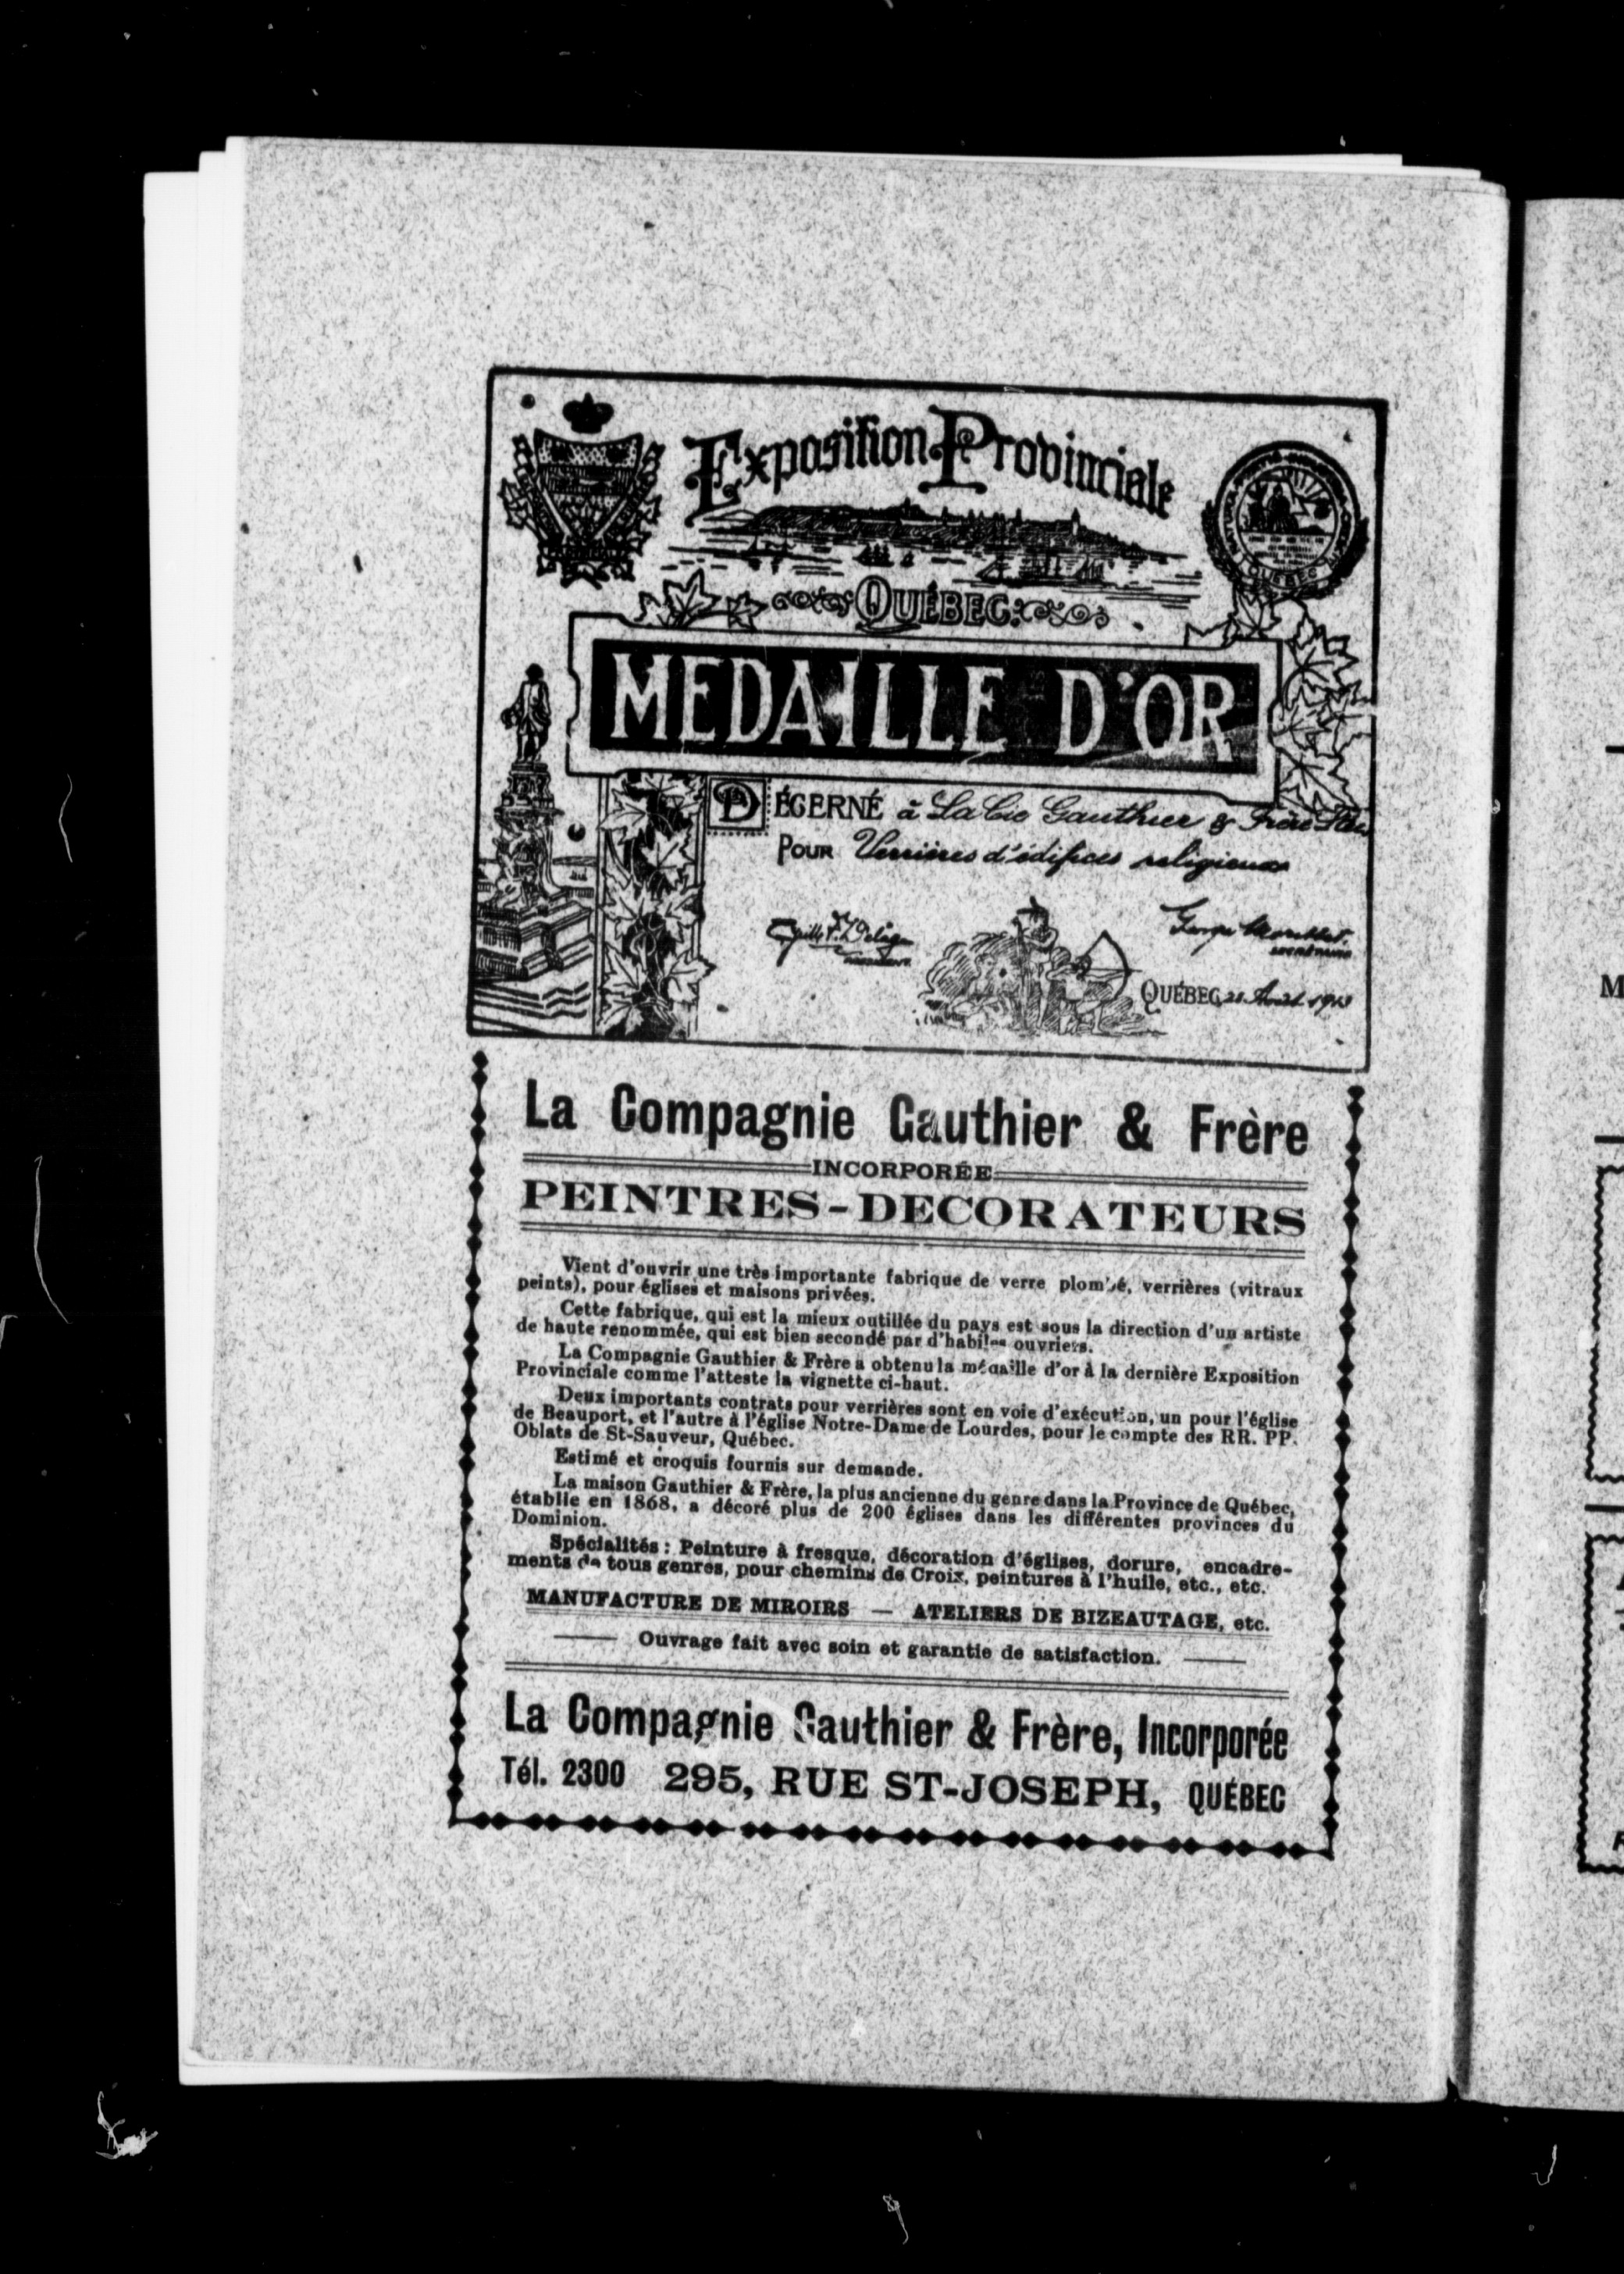 Exposition Provinciale
QUÉBEC
MEDAILLE D'OR
DÉCERNÉ à La Cie Gauthier & Frère
POUR Verrières d'édifices religieux
QUÉBEC
La Compagnie Gauthier & Frère
INCORPORÉE
PEINTRES-DECORATEURS
Vient d'ouvrir une très importante fabrique de verre plombé, verrières (vitraux
peints), pour églises et maisons privées.
Cette fabrique, qui est la mieux outillée du pays est sous la direction d'un artiste
de haute renommée, qui est bien secondé par d'habiles ouvriers.
La Compagnie Gauthier & Frère a obtenu la médaille d'or à la dernière Exposition
Provinciale comme l'atteste la vignette ci-haut.
Deux importants contrats pour verrières sont en voie d'exécution, un pour l'église
de Beauport, et l'autre à l'église Notre-Dame de Lourdes, pour le compte des RR. PP.
Oblats de St-Sauveur, Québec.
Estimé et croquis fournis sur demande.
La maison Gauthier & Frère, la plus ancienne du genre dans la Province de Québec,
établie en 1868, a décoré plus de 200 églises dans les différentes provinces du
Dominion.
Spécialités : Peinture à fresque, décoration d'églises, dorure, encadre-
ments de tous genres, pour chemins de Croix, peintures à l'huile, etc., etc.
MANUFACTURE DE MIROIRS — ATELIERS DE BIZEAUTAGE, etc.
Ouvrage fait avec soin et garantie de satisfaction.
La Compagnie Gauthier & Frère, Incorporée
Tél. 2300 295, RUE ST-JOSEPH, QUÉBEC